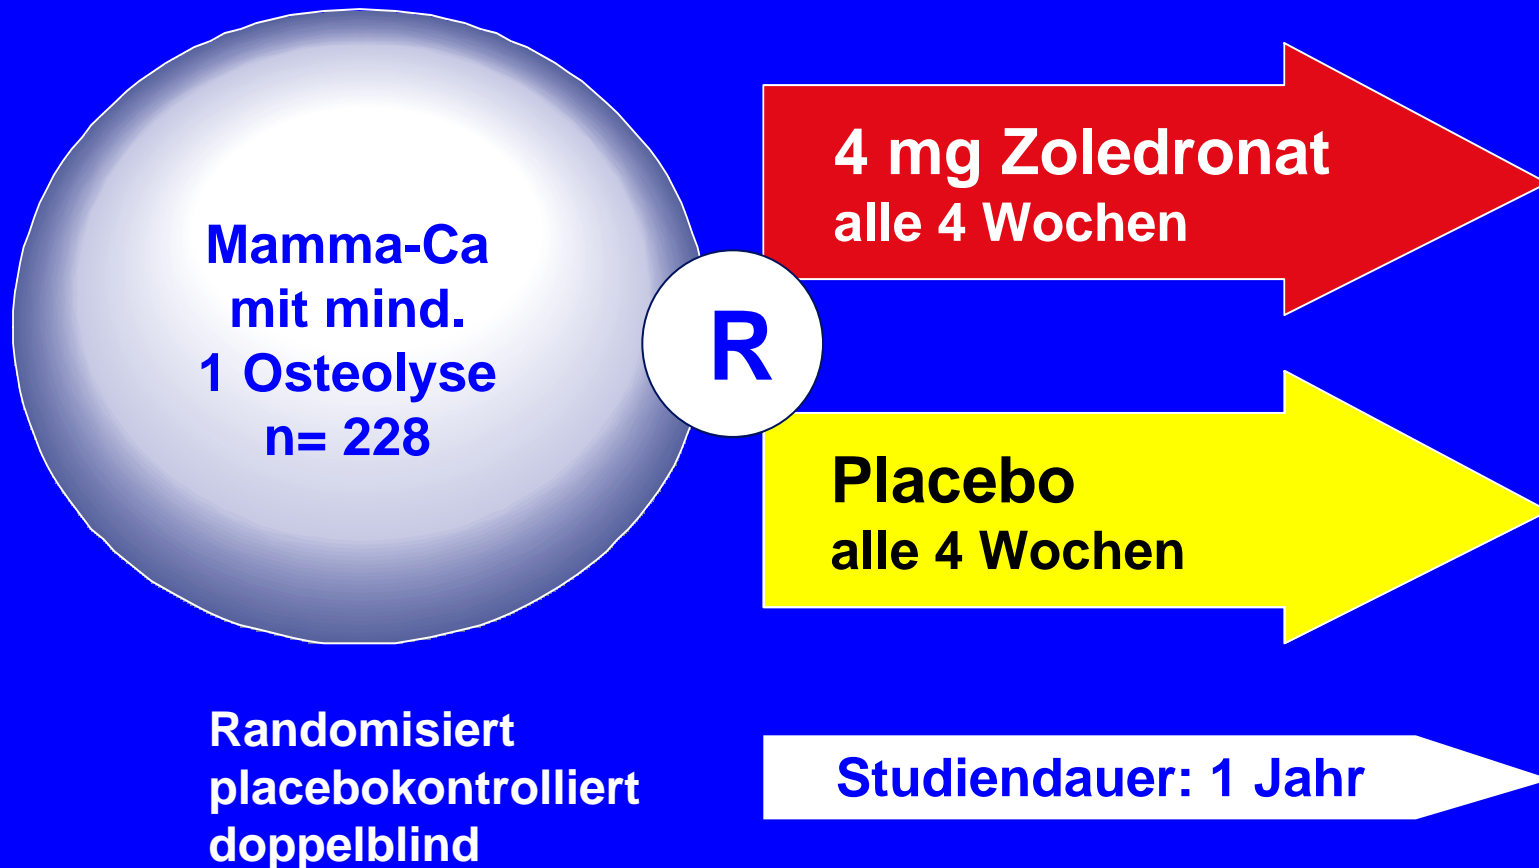 Mamma-Ca
mit mind.
1 Osteolyse
n= 228
R
4 mg Zoledronat
alle 4 Wochen
Placebo
alle 4 Wochen
Randomisiert
placebokontrolliert
doppelblind
Studiendauer: 1 Jahr